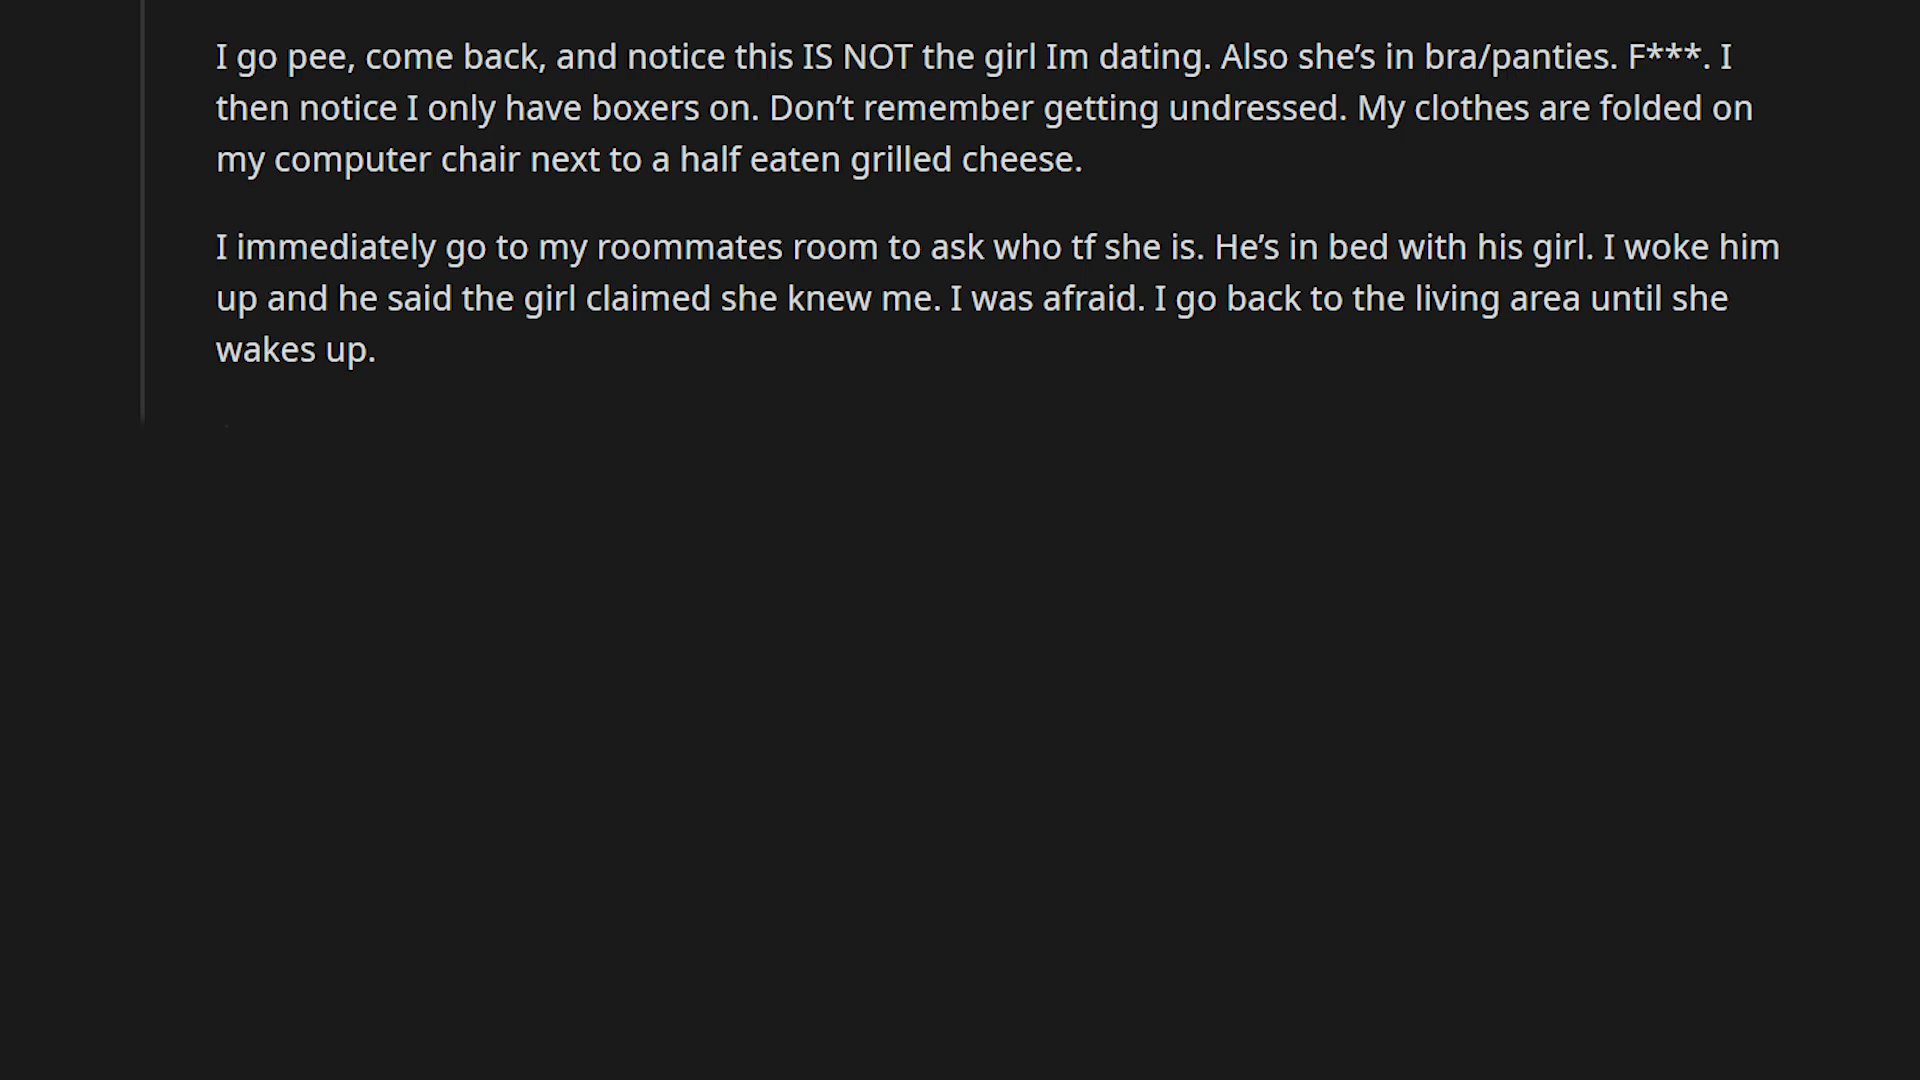 I go pee, come back, and notice this IS NOT the girl Im dating. Also she’s in bra/panties. F***. I
then notice I only have boxers on. Don’t remember getting undressed. My clothes are folded on
my computer chair next to a half eaten grilled cheese.
I immediately go to my roommates room to ask who tf she is. He’s in bed with his girl. I woke him
up and he said the girl claimed she knew me. I was afraid. I go back to the living area until she
wakes up.